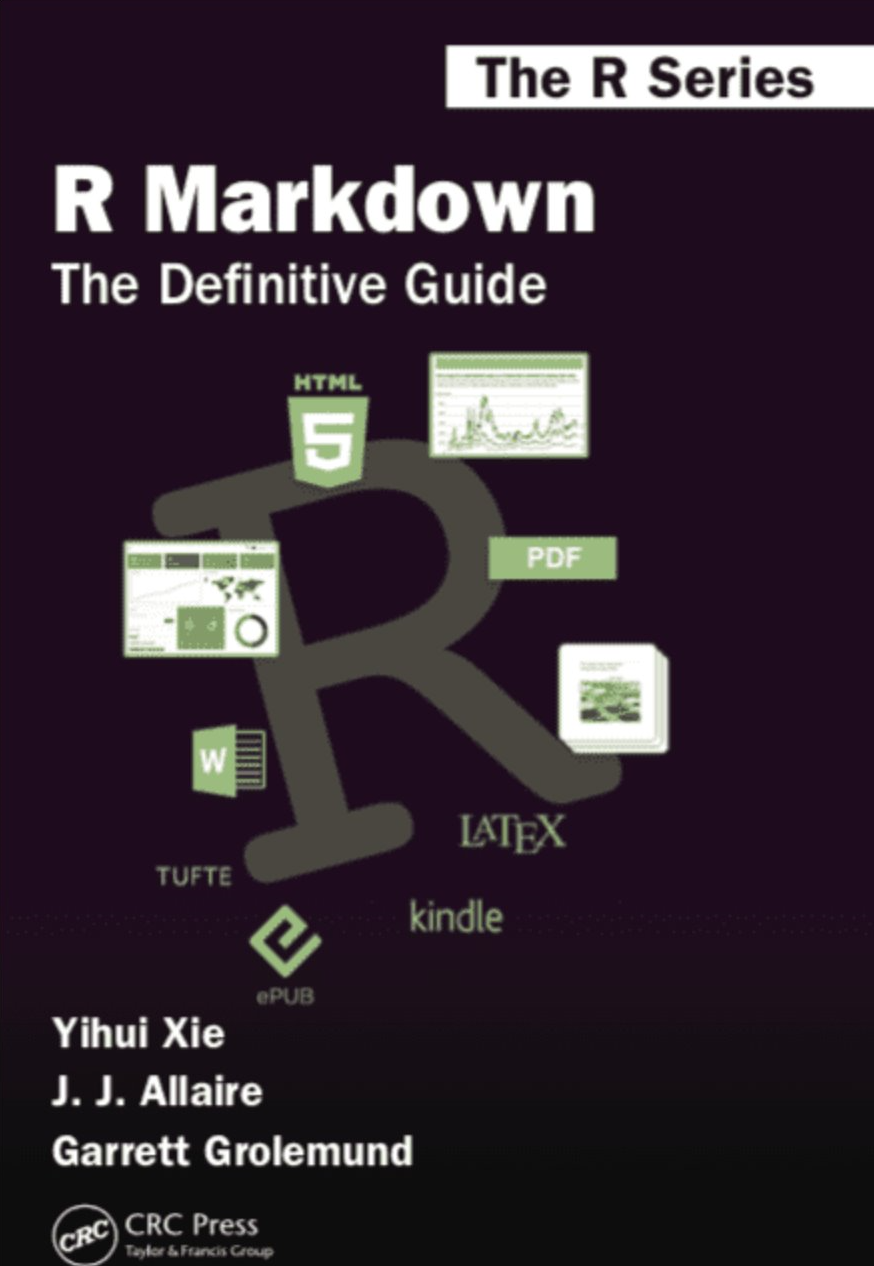 The R Series
R Markdown
The Definitive Guide
HTML
5
PDF
W
LATEX
TUFTE
kindle
ePUB
Yihui Xie
J. J. Allaire
Garrett Grolemund
CRC
CRC Press
Taylor & Francis Group